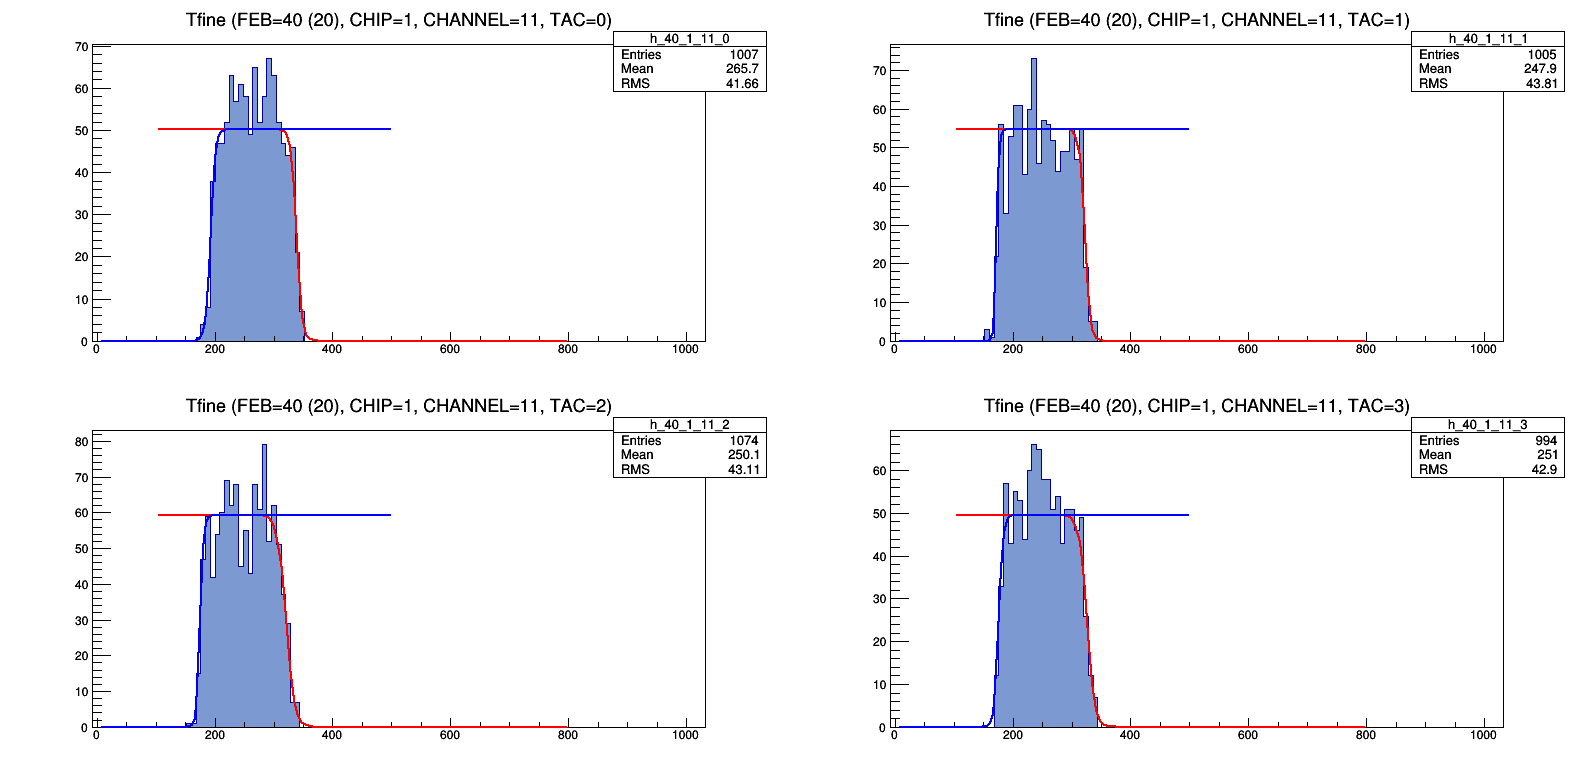 Tfine (FEB=40 (20), CHIP=1, CHANNEL=11, TAC=0)
h_40_1_11_0
Entries 1007
Mean 265.7
RMS 41.66
70
60
50
40
30
20
10
0
0 200 400 600 800 1000
Tfine (FEB=40 (20), CHIP=1, CHANNEL=11, TAC=1)
h_40_1_11_1
Entries 1005
Mean 247.9
RMS 43.81
70
60
50
40
30
20
10
0
0 200 400 600 800 1000
Tfine (FEB=40 (20), CHIP=1, CHANNEL=11, TAC=2)
h_40_1_11_2
Entries 1074
Mean 250.1
RMS 43.11
80
70
60
50
40
30
20
10
0
0 200 400 600 800 1000
Tfine (FEB=40 (20), CHIP=1, CHANNEL=11, TAC=3)
h_40_1_11_3
Entries 994
Mean 251
RMS 42.9
60
50
40
30
20
10
0
0 200 400 600 800 1000